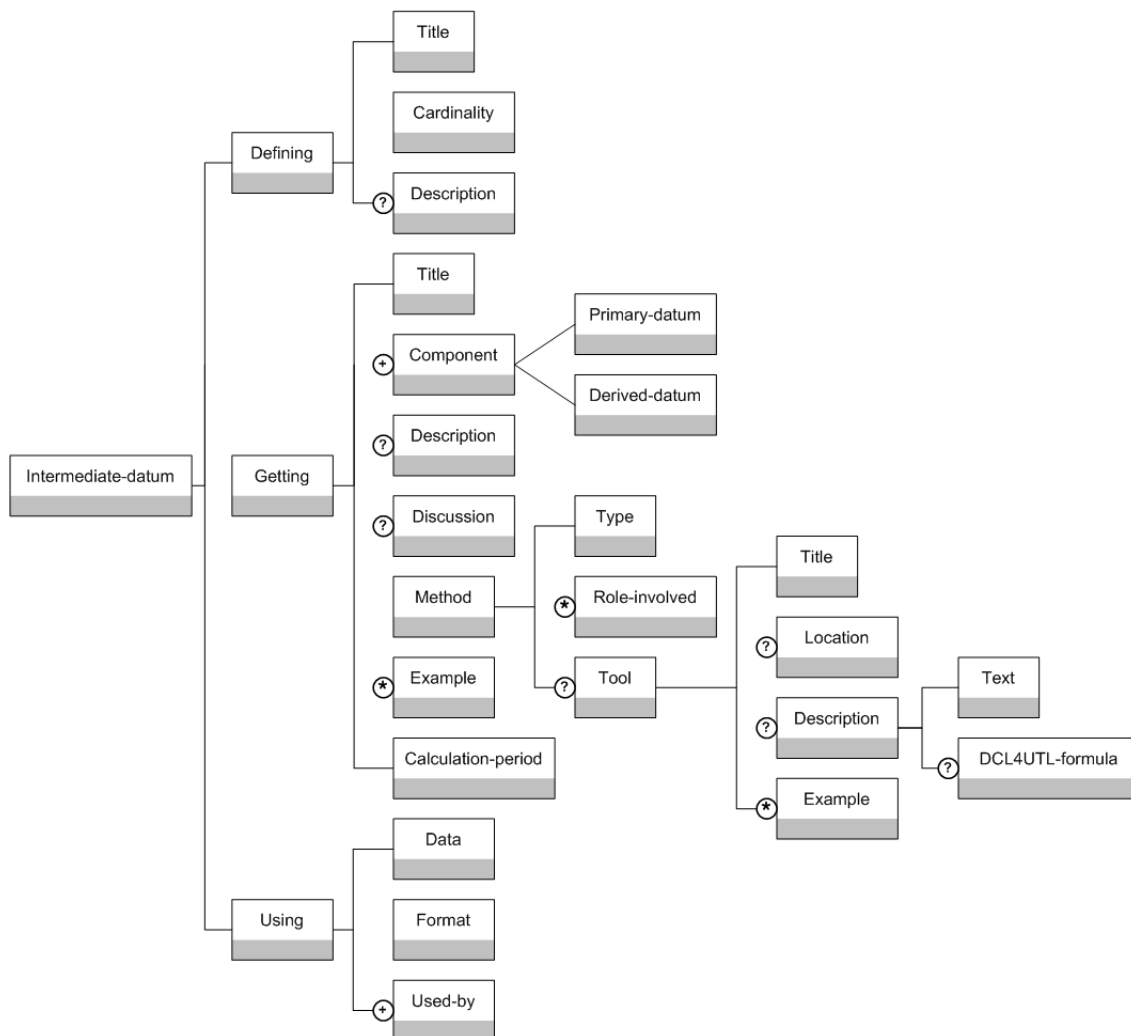 Title
Cardinality
Defining
? Description
Title
Primary-datum
+ Component
Derived-datum
? Description
Intermediate-datum
Getting
? Discussion
Type
Title
Method
* Role-involved
? Location
* Example
? Tool
Text
? Description
Calculation-period
? DCL4UTL-formula
* Example
Data
Using
Format
+ Used-by